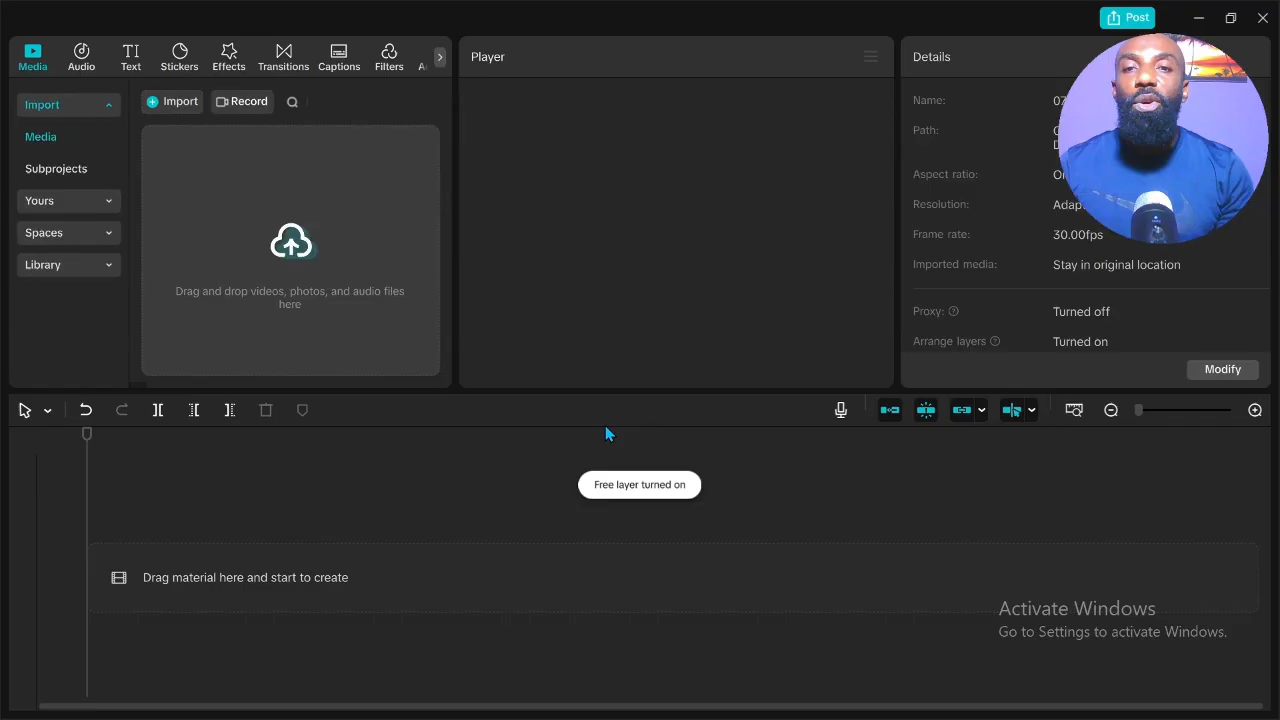 Post
Media
Audio
Text
Stickers
Effects
Transitions
Captions
Filters
Player
Details
Import
Media
Subprojects
Yours
Spaces
Library
Import
Record
Drag and drop videos, photos, and audio files
here
Name:
Path:
Aspect ratio:
Resolution:
Frame rate: 30.00fps
Imported media: Stay in original location
Proxy: Turned off
Arrange layers Turned on
Modify
Free layer turned on
Drag material here and start to create
Activate Windows
Go to Settings to activate Windows.